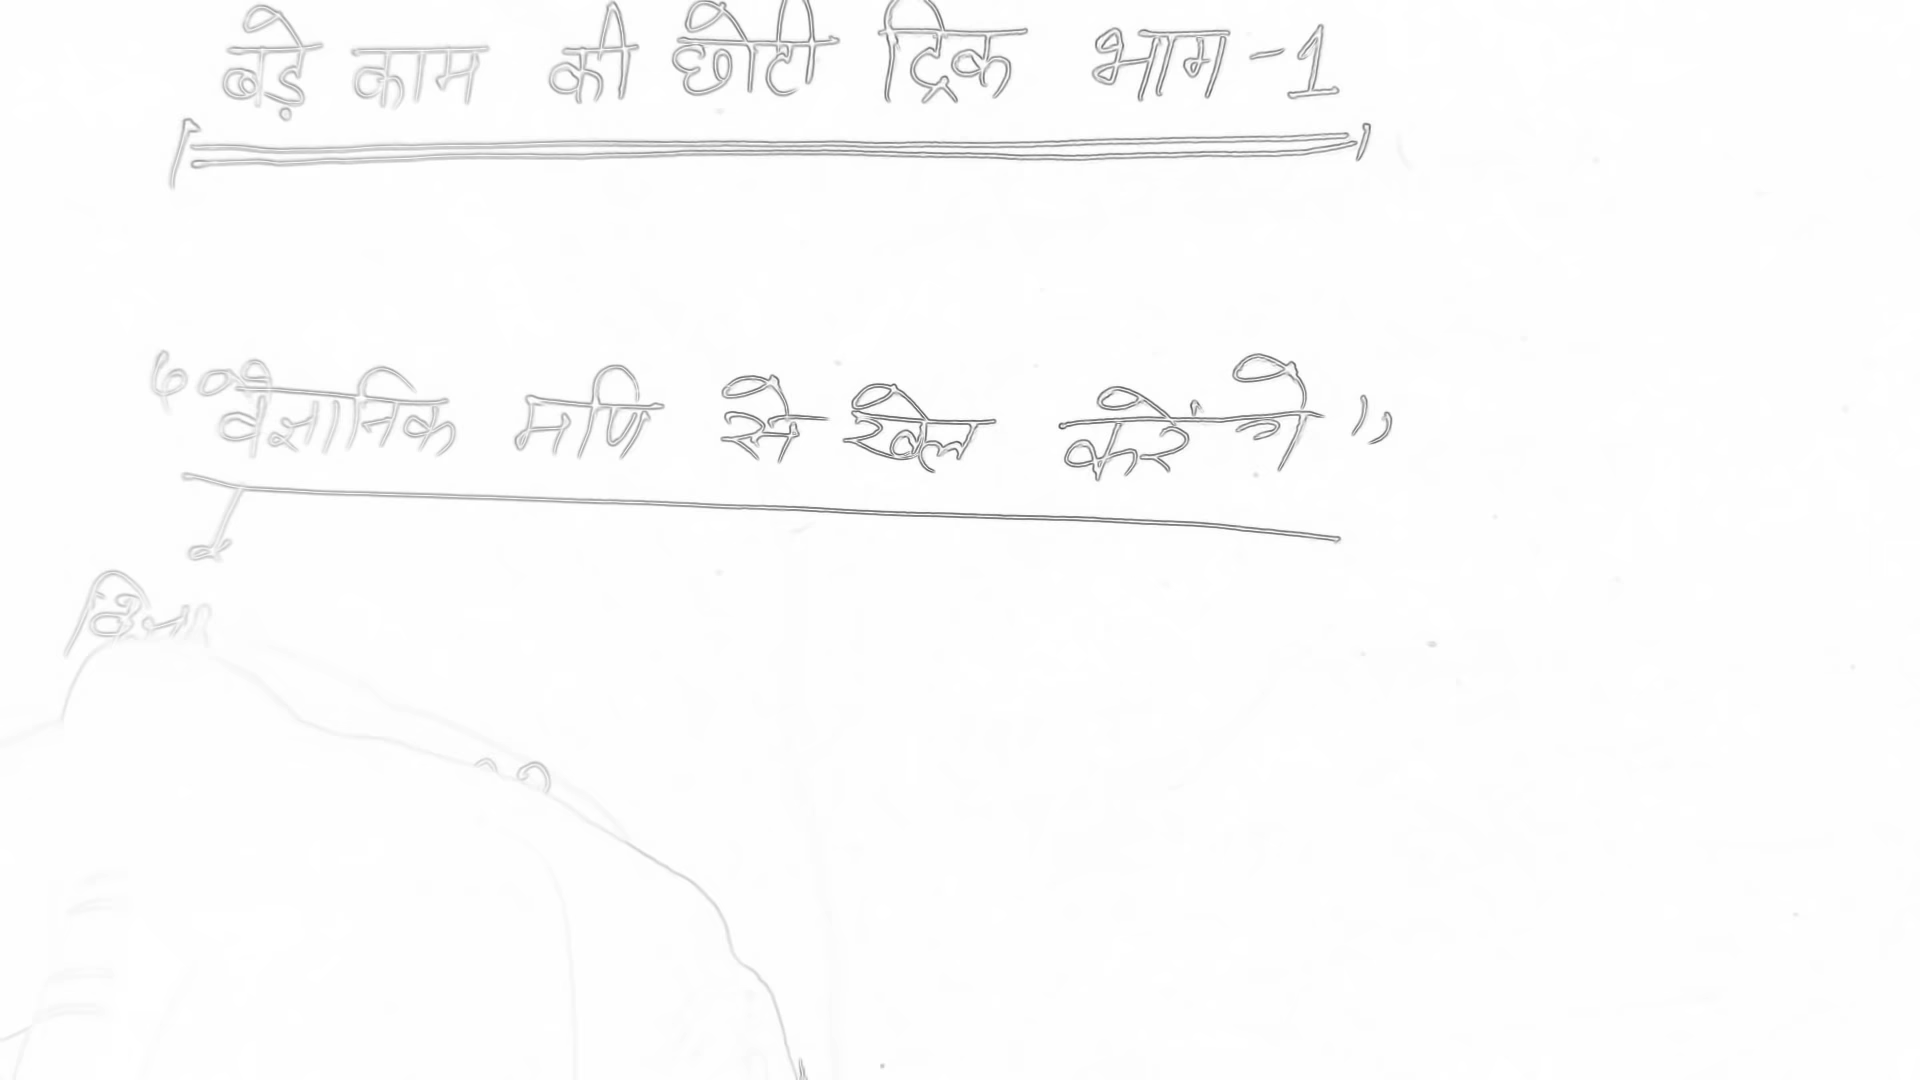 बड़े काम की छोटी ट्रिक भाग -1
“वैज्ञानिक मणि से खेल करें गे”